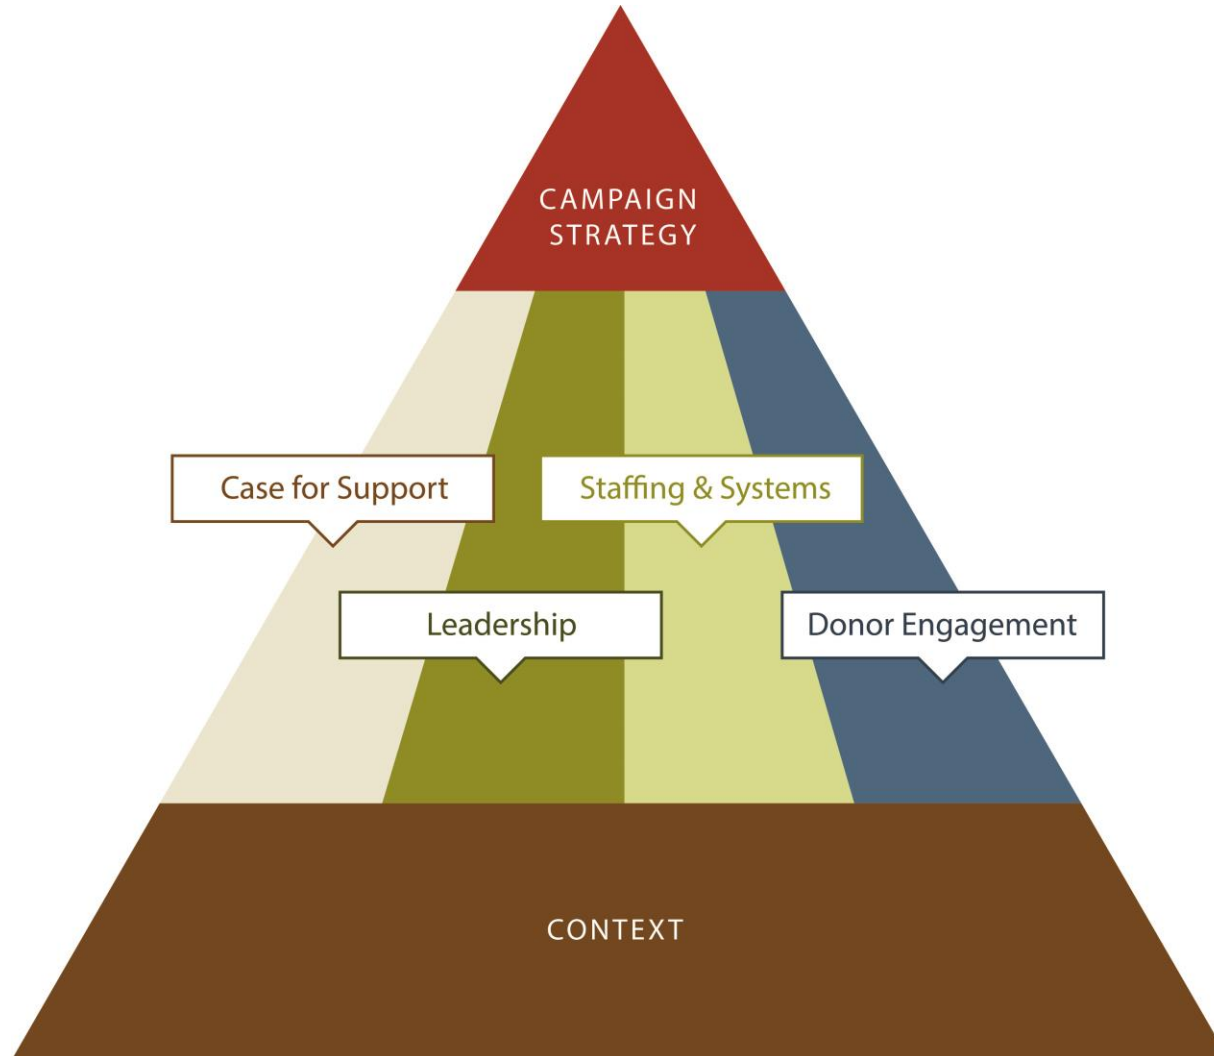 CAMPAIGN
STRATEGY
Case for Support
Staffing & Systems
Leadership
Donor Engagement
CONTEXT